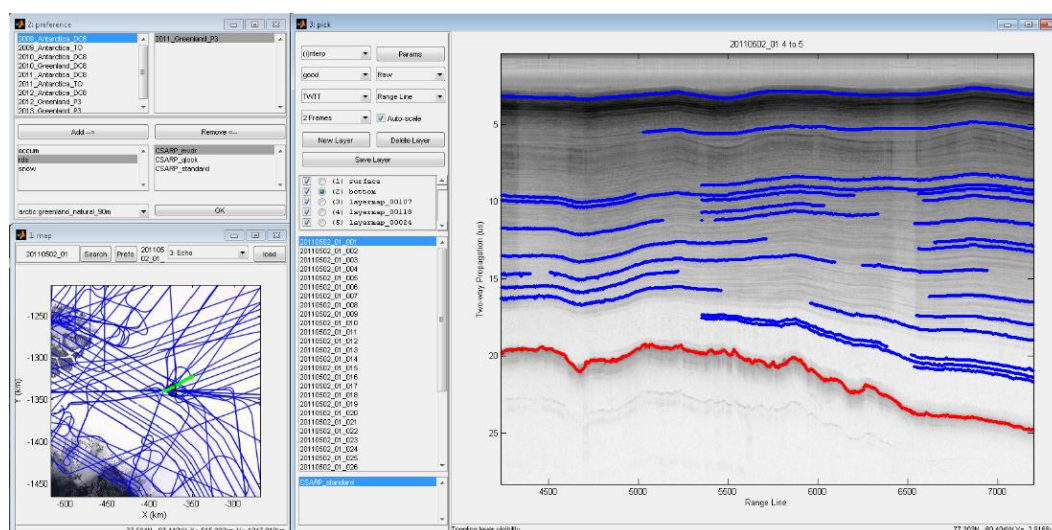 2: preference
2009_Antarctica_DC8
2009_Antarctica_TO
2010_Antarctica_DC8
2010_Greenland_DC8
2011_Antarctica_DC8
2011_Antarctica_TO
2012_Antarctica_DC8
2012_Greenland_P3
2013_Greenland_P3
2011_Greenland_P3
Add -->
Remove <--
accum
rds
snow
CSARP_mvdr
CSARP_qlook
CSARP_standard
arctic:greenland_natural_90m
OK
1: map
20110502_01
Search
Prefs
201105
02_01_
3: Echo
load
-1250
-1300
-1350
-1400
-1450
Y (km)
-500
-450
-400
-350
-300
X (km)
3: pick
(i)nterp
Params
good
Raw
TWTT
Range Line
2 Frames
Auto-scale
New Layer
Delete Layer
Save Layer
(1) surface
(2) bottom
(3) layermap_00107
(4) layermap_00118
(5) layermap_00024
20110502_01_001
20110502_01_002
20110502_01_003
20110502_01_004
20110502_01_005
20110502_01_006
20110502_01_007
20110502_01_008
20110502_01_009
20110502_01_010
20110502_01_011
20110502_01_012
20110502_01_013
20110502_01_014
20110502_01_015
20110502_01_016
20110502_01_017
20110502_01_018
20110502_01_019
20110502_01_020
20110502_01_021
20110502_01_022
20110502_01_023
20110502_01_024
20110502_01_025
20110502_01_026
CSARP_standard
20110502_01 4 to 5
5
10
15
20
25
Two-way Propagation (us)
4500
5000
5500
6000
6500
7000
Range Line